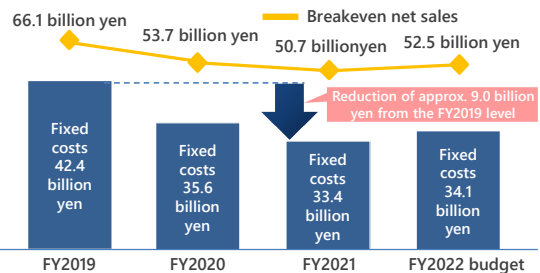 Breakeven net sales
66.1 billion yen
53.7 billion yen
50.7 billionyen
52.5 billion yen
Reduction of approx. 9.0 billion
yen from the FY2019 level
Fixed
costs
42.4
billion
yen
Fixed
costs
35.6
billion
yen
Fixed
costs
33.4
billion
yen
Fixed
costs
34.1
billion
yen
FY2019
FY2020
FY2021
FY2022 budget